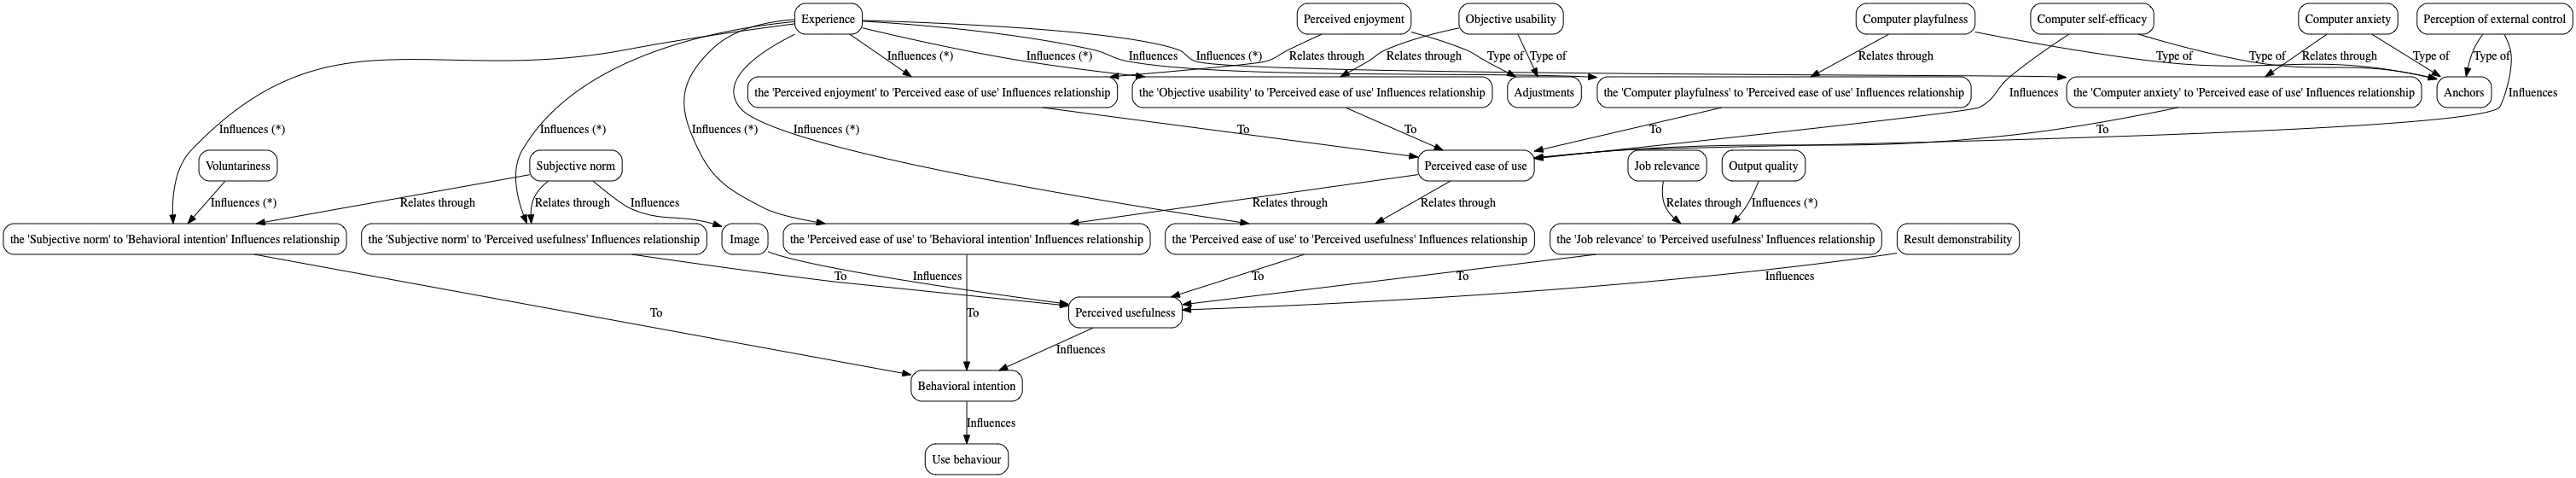 Experience
Perceived enjoyment
Objective usability
Computer playfulness
Computer self-efficacy
Computer anxiety
Perception of external control
Influences (*)
Influences (*)
Influences
Influences (*)
Relates through
Relates through
Type of
Type of
Relates through
Type of
Type of
Relates through
Type of
Type of
the 'Perceived enjoyment' to 'Perceived ease of use' Influences relationship
the 'Objective usability' to 'Perceived ease of use' Influences relationship
Adjustments
the 'Computer playfulness' to 'Perceived ease of use' Influences relationship
Influences
the 'Computer anxiety' to 'Perceived ease of use' Influences relationship
Anchors
Influences
Influences (*)
Influences (*)
Influences (*)
Influences (*)
To
To
To
To
Voluntariness
Subjective norm
Perceived ease of use
Job relevance
Output quality
Influences (*)
Relates through
Relates through
Influences
Relates through
Relates through
Relates through
Influences (*)
the 'Subjective norm' to 'Behavioral intention' Influences relationship
the 'Subjective norm' to 'Perceived usefulness' Influences relationship
Image
the 'Perceived ease of use' to 'Behavioral intention' Influences relationship
the 'Perceived ease of use' to 'Perceived usefulness' Influences relationship
the 'Job relevance' to 'Perceived usefulness' Influences relationship
Result demonstrability
To
Influences
To
To
Influences
To
To
Perceived usefulness
Influences
Behavioral intention
Influences
Use behaviour